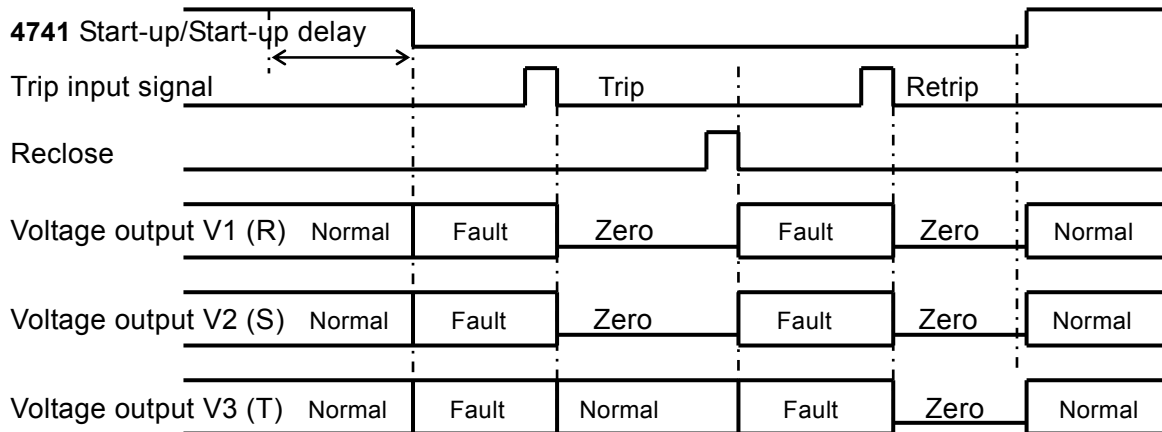 4741 Start-up/Start-up delay
Trip input signal Trip Retrip
Reclose
Voltage output V1 (R) Normal Fault Zero Fault Zero Normal
Voltage output V2 (S) Normal Fault Zero Fault Zero Normal
Voltage output V3 (T) Normal Fault Normal Fault Zero Normal